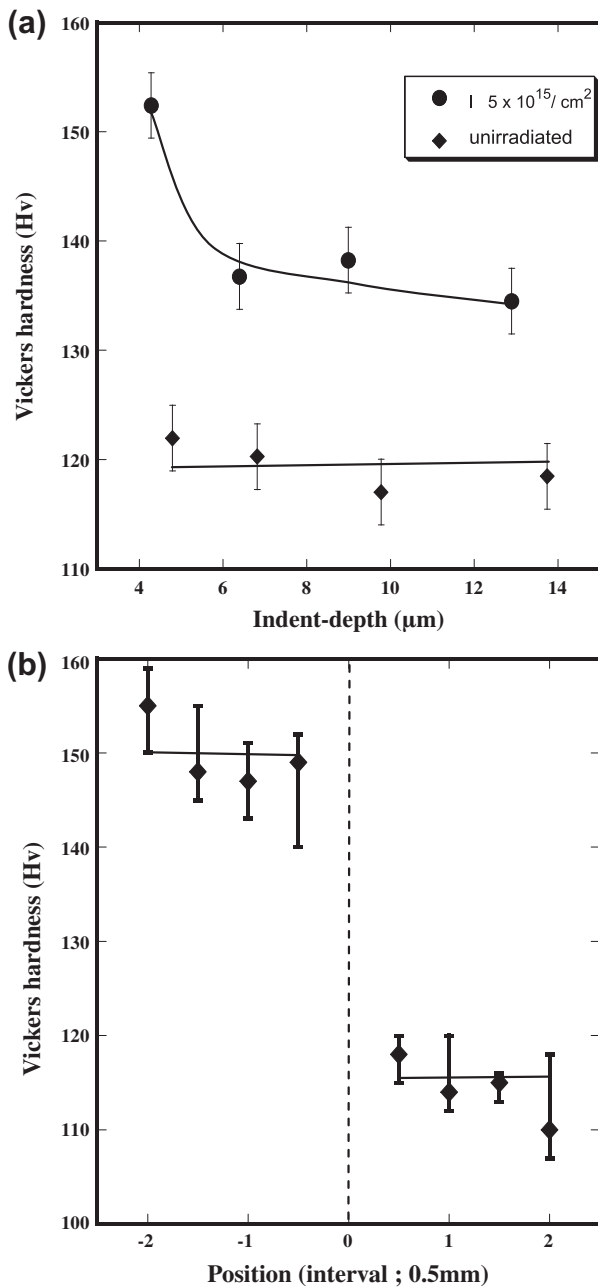 (a)
160
150
140
130
120
110
Vickers hardness (Hv)
I 5 x 10^15/ cm^2
unirradiated
4 6 8 10 12 14
Indent-depth (μm)
(b)
160
150
140
130
120
110
100
Vickers hardness (Hv)
-2 -1 0 1 2
Position (interval ; 0.5mm)